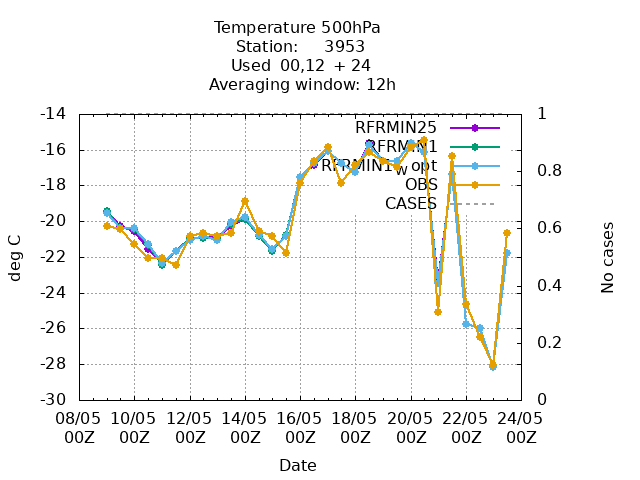 Temperature 500hPa
Station: 3953
Used 00,12 + 24
Averaging window: 12h
RFRMIN25
RFRMIN1
RFRMIN1w opt
OBS
CASES
deg C
-14
-16
-18
-20
-22
-24
-26
-28
-30
No cases
1
0.8
0.6
0.4
0.2
0
08/05 10/05 12/05 14/05 16/05 18/05 20/05 22/05 24/05
00Z 00Z 00Z 00Z 00Z 00Z 00Z 00Z 00Z
Date